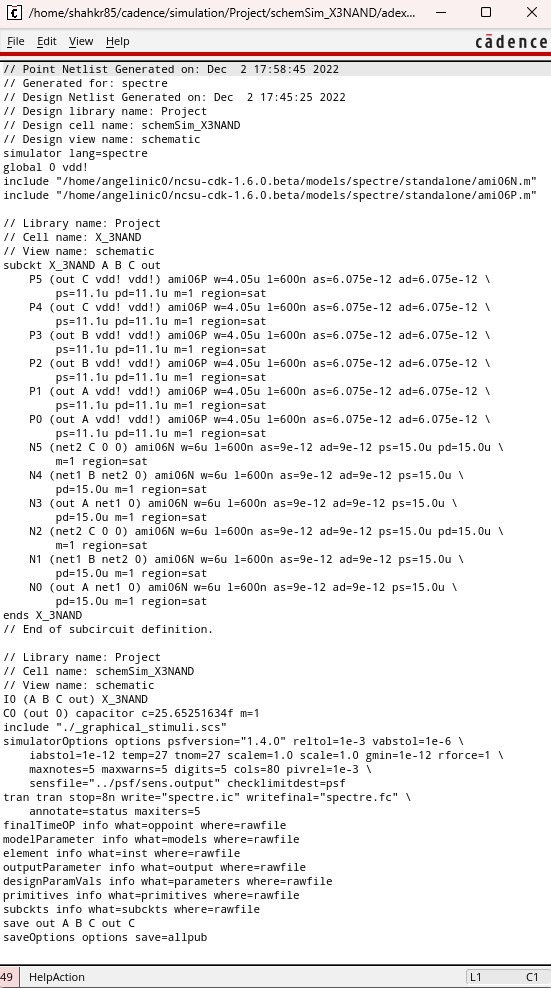 /home/shahkr85/cadence/simulation/Project/schemSim_X3NAND/adex...
File Edit View Help
cādence
// Point Netlist Generated on: Dec  2 17:58:45 2022
// Generated for: spectre
// Design Netlist Generated on: Dec  2 17:45:25 2022
// Design library name: Project
// Design cell name: schemSim_X3NAND
// Design view name: schematic
simulator lang=spectre
global 0 vdd!
include "/home/angelinic0/ncsu-cdk-1.6.0.beta/models/spectre/standalone/ami06N.m"
include "/home/angelinic0/ncsu-cdk-1.6.0.beta/models/spectre/standalone/ami06P.m"
// Library name: Project
// Cell name: X_3NAND
// View name: schematic
subckt X_3NAND A B C out
    P5 (out C vdd! vdd!) ami06P w=4.05u l=600n as=6.075e-12 ad=6.075e-12 \
        ps=11.1u pd=11.1u m=1 region=sat
    P4 (out C vdd! vdd!) ami06P w=4.05u l=600n as=6.075e-12 ad=6.075e-12 \
        ps=11.1u pd=11.1u m=1 region=sat
    P3 (out B vdd! vdd!) ami06P w=4.05u l=600n as=6.075e-12 ad=6.075e-12 \
        ps=11.1u pd=11.1u m=1 region=sat
    P2 (out B vdd! vdd!) ami06P w=4.05u l=600n as=6.075e-12 ad=6.075e-12 \
        ps=11.1u pd=11.1u m=1 region=sat
    P1 (out A vdd! vdd!) ami06P w=4.05u l=600n as=6.075e-12 ad=6.075e-12 \
        ps=11.1u pd=11.1u m=1 region=sat
    P0 (out A vdd! vdd!) ami06P w=4.05u l=600n as=6.075e-12 ad=6.075e-12 \
        ps=11.1u pd=11.1u m=1 region=sat
    N5 (net2 C 0 0) ami06N w=6u l=600n as=9e-12 ad=9e-12 ps=15.0u pd=15.0u \
        m=1 region=sat
    N4 (net1 B net2 0) ami06N w=6u l=600n as=9e-12 ad=9e-12 ps=15.0u \
        pd=15.0u m=1 region=sat
    N3 (out A net1 0) ami06N w=6u l=600n as=9e-12 ad=9e-12 ps=15.0u \
        pd=15.0u m=1 region=sat
    N2 (net2 C 0 0) ami06N w=6u l=600n as=9e-12 ad=9e-12 ps=15.0u pd=15.0u \
        m=1 region=sat
    N1 (net1 B net2 0) ami06N w=6u l=600n as=9e-12 ad=9e-12 ps=15.0u \
        pd=15.0u m=1 region=sat
    N0 (out A net1 0) ami06N w=6u l=600n as=9e-12 ad=9e-12 ps=15.0u \
        pd=15.0u m=1 region=sat
ends X_3NAND
// End of subcircuit definition.
// Library name: Project
// Cell name: schemSim_X3NAND
// View name: schematic
I0 (A B C out) X_3NAND
C0 (out 0) capacitor c=25.65251634f m=1
include "./_graphical_stimuli.scs"
simulatorOptions options psfversion="1.4.0" reltol=1e-3 vabstol=1e-6 \
    iabstol=1e-12 temp=27 tnom=27 scalem=1.0 scale=1.0 gmin=1e-12 rforce=1 \
    maxnotes=5 maxwarns=5 digits=5 cols=80 pivrel=1e-3 \
    sensfile="../psf/sens.output" checklimitdest=psf
tran tran stop=8n write="spectre.ic" writefinal="spectre.fc" \
    annotate=status maxiters=5
finalTimeOP info what=oppoint where=rawfile
modelParameter info what=models where=rawfile
element info what=inst where=rawfile
outputParameter info what=output where=rawfile
designParamVals info what=parameters where=rawfile
primitives info what=primitives where=rawfile
subckts info what=subckts where=rawfile
save out A B C out C
saveOptions options save=allpub
49 HelpAction L1 C1